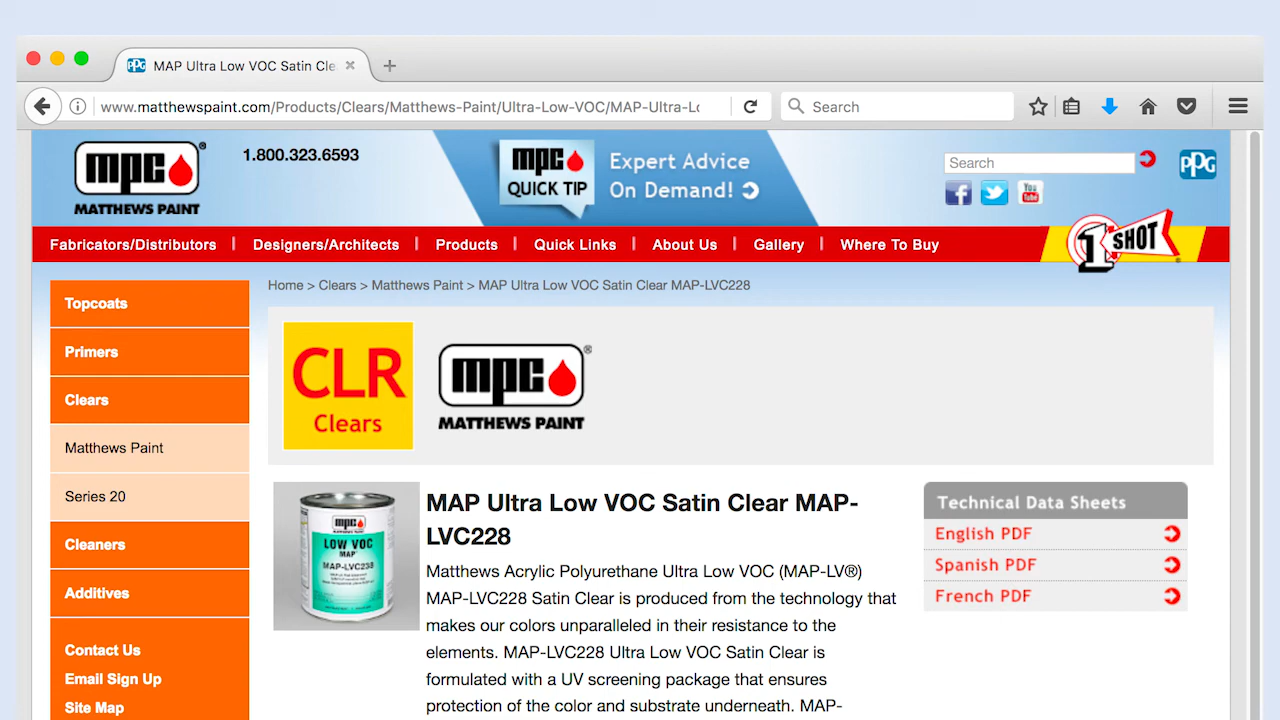 PPG MAP Ultra Low VOC Satin Cle
www.matthewspaint.com/Products/Clears/Matthews-Paint/Ultra-Low-VOC/MAP-Ultra-Lo
Search
mpc®
MATTHEWS PAINT
1.800.323.6593
mpc
QUICK TIP
Expert Advice
On Demand!
Search
PPG
f
You
Tube
Fabricators/Distributors | Designers/Architects | Products | Quick Links | About Us | Gallery | Where To Buy
1 SHOT
Home > Clears > Matthews Paint > MAP Ultra Low VOC Satin Clear MAP-LVC228
Topcoats
Primers
Clears
Matthews Paint
Series 20
Cleaners
Additives
Contact Us
Email Sign Up
Site Map
CLR
Clears
mpc®
MATTHEWS PAINT
mpc
LOW VOC
MAP
MAP-LVC238
MAP Ultra Low VOC Satin Clear MAP-
LVC228
Matthews Acrylic Polyurethane Ultra Low VOC (MAP-LV®)
MAP-LVC228 Satin Clear is produced from the technology that
makes our colors unparalleled in their resistance to the
elements. MAP-LVC228 Ultra Low VOC Satin Clear is
formulated with a UV screening package that ensures
protection of the color and substrate underneath. MAP-
Technical Data Sheets
English PDF
Spanish PDF
French PDF